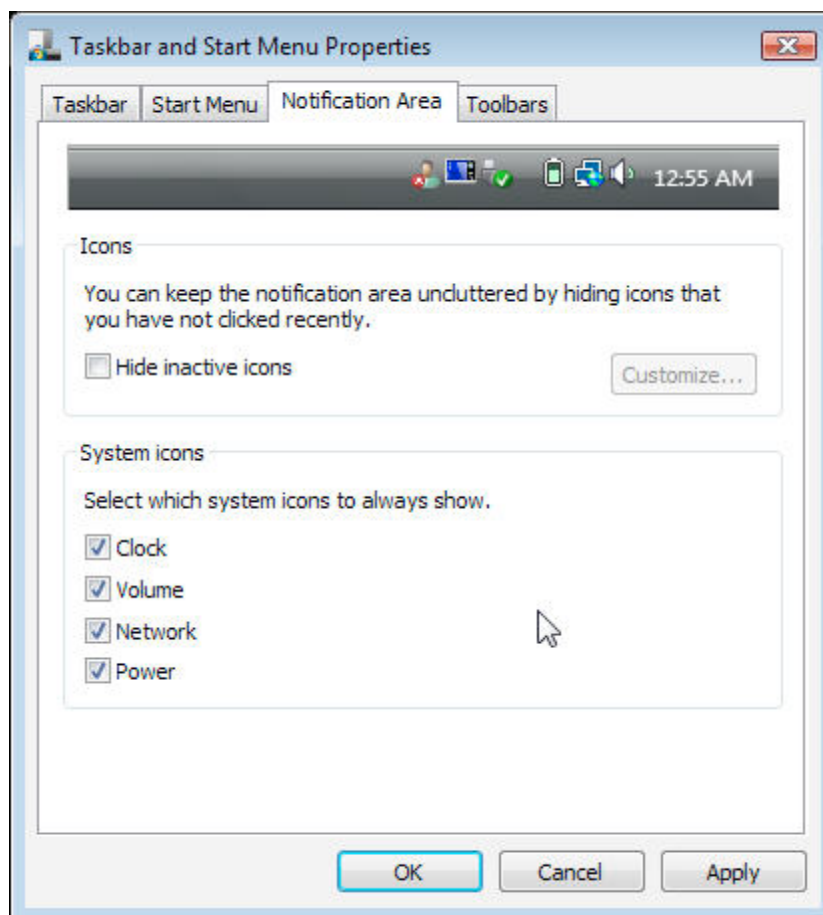 Taskbar and Start Menu Properties
Taskbar
Start Menu
Notification Area
Toolbars
12:55 AM
Icons
You can keep the notification area uncluttered by hiding icons that
you have not clicked recently.
Hide inactive icons
Customize...
System icons
Select which system icons to always show.
Clock
Volume
Network
Power
OK
Cancel
Apply